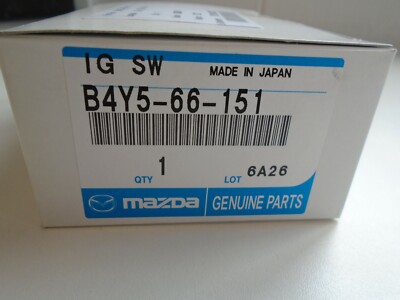 IG SW MADE IN JAPAN
B4Y5-66-151
1
QTY LOT 6A26
mazda GENUINE PARTS